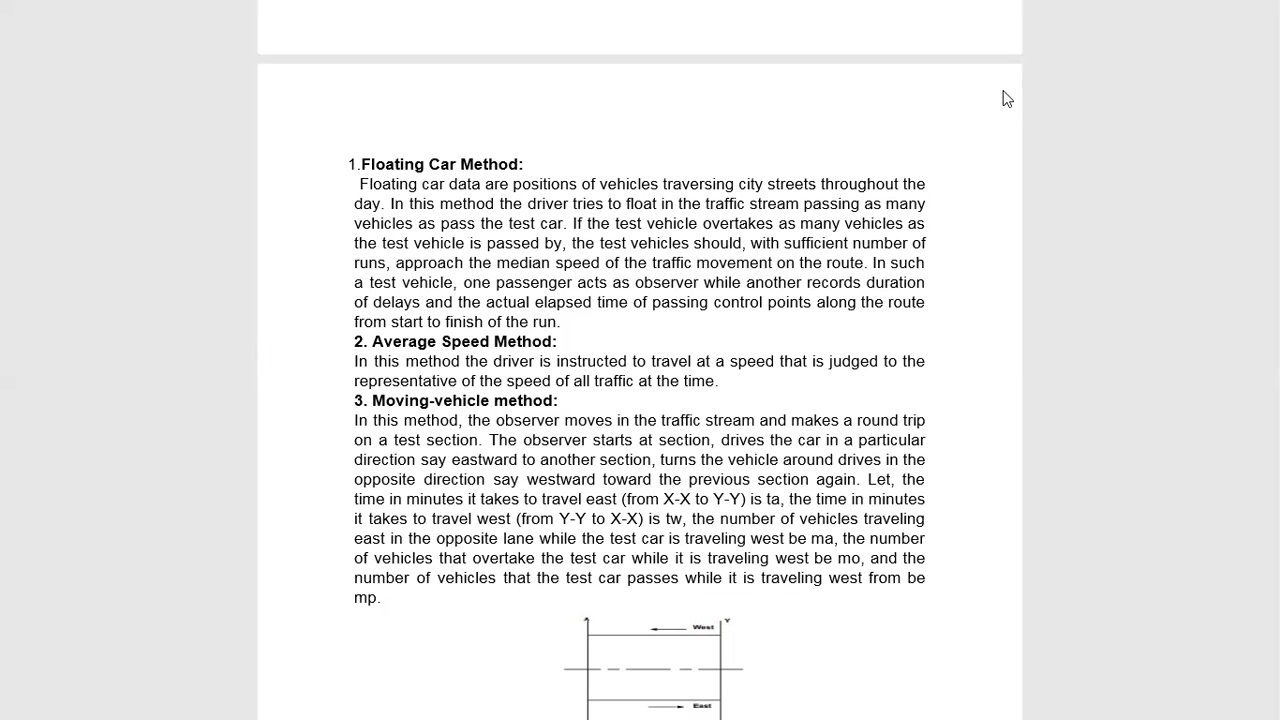 1.Floating Car Method:
Floating car data are positions of vehicles traversing city streets throughout the
day. In this method the driver tries to float in the traffic stream passing as many
vehicles as pass the test car. If the test vehicle overtakes as many vehicles as
the test vehicle is passed by, the test vehicles should, with sufficient number of
runs, approach the median speed of the traffic movement on the route. In such
a test vehicle, one passenger acts as observer while another records duration
of delays and the actual elapsed time of passing control points along the route
from start to finish of the run.
2. Average Speed Method:
In this method the driver is instructed to travel at a speed that is judged to the
representative of the speed of all traffic at the time.
3. Moving-vehicle method:
In this method, the observer moves in the traffic stream and makes a round trip
on a test section. The observer starts at section, drives the car in a particular
direction say eastward to another section, turns the vehicle around drives in the
opposite direction say westward toward the previous section again. Let, the
time in minutes it takes to travel east (from X-X to Y-Y) is ta, the time in minutes
it takes to travel west (from Y-Y to X-X) is tw, the number of vehicles traveling
east in the opposite lane while the test car is traveling west be ma, the number
of vehicles that overtake the test car while it is traveling west be mo, and the
number of vehicles that the test car passes while it is traveling west from be
mp.
Y
West
East